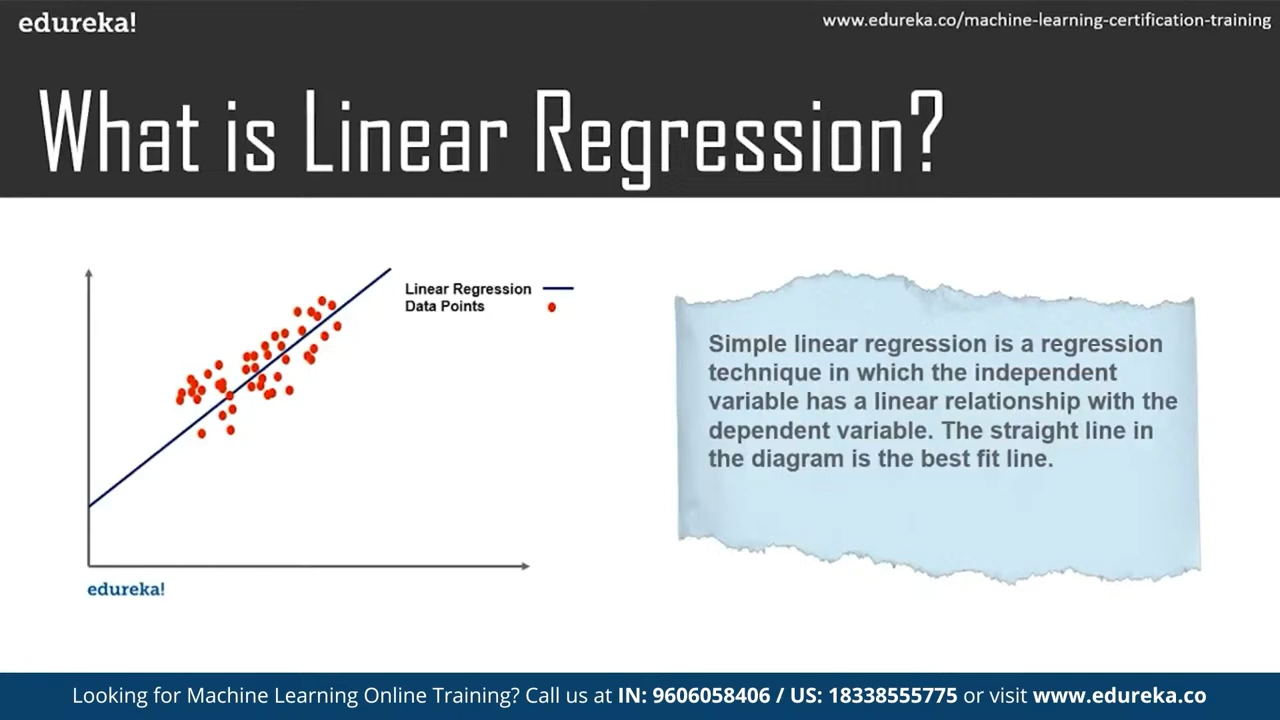 edureka!
www.edureka.co/machine-learning-certification-training
What is Linear Regression?
Linear Regression
Data Points
edureka!
Simple linear regression is a regression
technique in which the independent
variable has a linear relationship with the
dependent variable. The straight line in
the diagram is the best fit line.
Looking for Machine Learning Online Training? Call us at IN: 9606058406 / US: 18338555775 or visit www.edureka.co